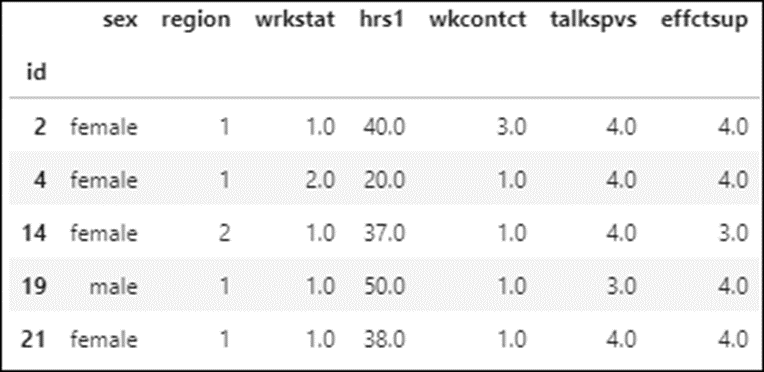 sex region wrkstat hrs1 wkcontct talkspvs effctsup
id
2 female 1 1.0 40.0 3.0 4.0 4.0
4 female 1 2.0 20.0 1.0 4.0 4.0
14 female 2 1.0 37.0 1.0 4.0 3.0
19 male 1 1.0 50.0 1.0 3.0 4.0
21 female 1 1.0 38.0 1.0 4.0 4.0